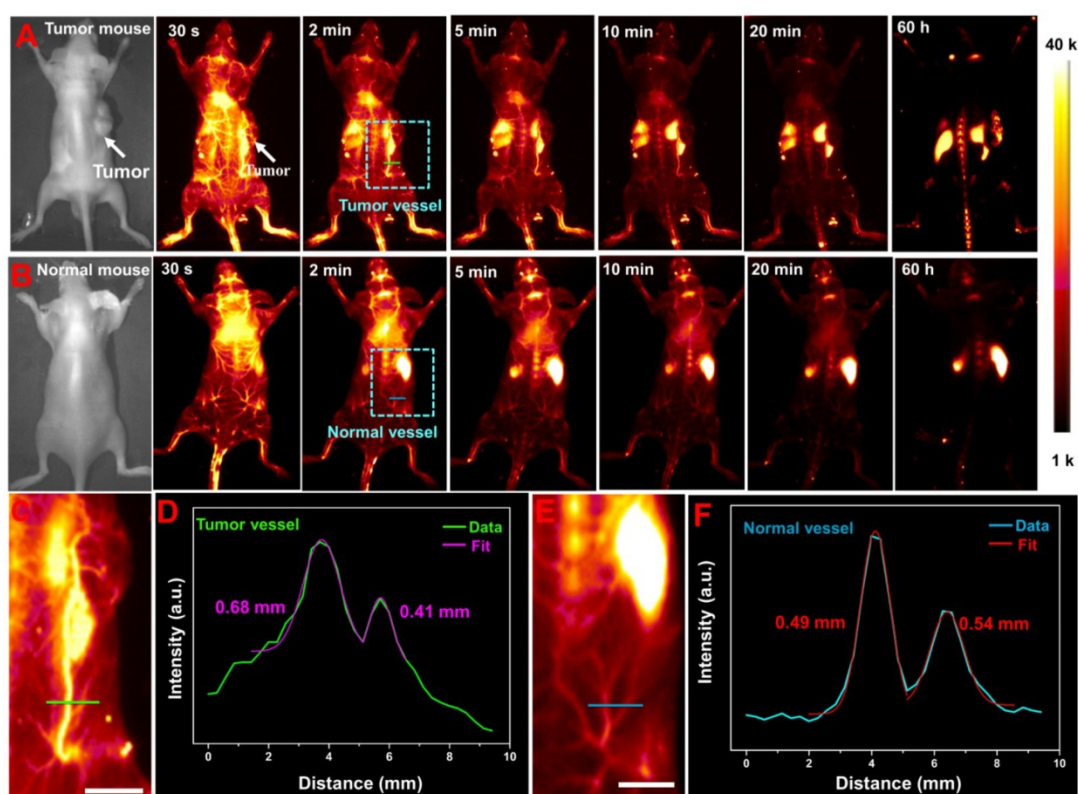 A
Tumor mouse
30 s
2 min
5 min
10 min
20 min
60 h
40 k
Tumor
Tumor
Tumor vessel
B
Normal mouse
30 s
2 min
5 min
10 min
20 min
60 h
Normal vessel
1 k
C
D
Tumor vessel
Data
Fit
0.68 mm
0.41 mm
Intensity (a.u.)
0 2 4 6 8 10
Distance (mm)
E
F
Normal vessel
Data
Fit
0.49 mm
0.54 mm
Intensity (a.u.)
0 2 4 6 8 10
Distance (mm)